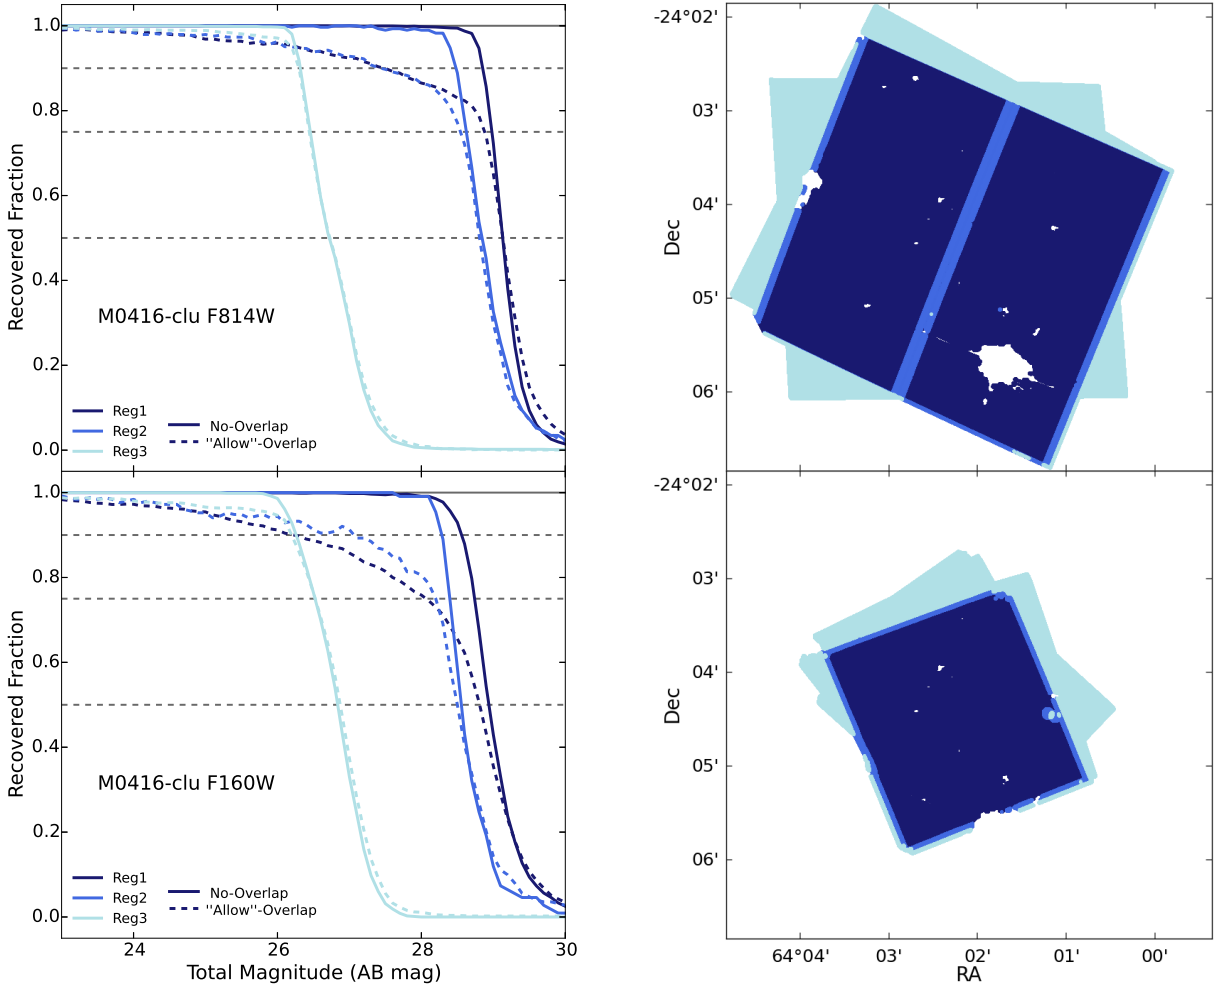 1.0
0.8
0.6
0.4
0.2
0.0
Recovered Fraction
M0416-clu F814W
Reg1
Reg2
Reg3
No-Overlap
"Allow"-Overlap
-24°02'
03'
04'
05'
06'
Dec
1.0
0.8
0.6
0.4
0.2
0.0
Recovered Fraction
M0416-clu F160W
Reg1
Reg2
Reg3
No-Overlap
"Allow"-Overlap
24 26 28 30
Total Magnitude (AB mag)
-24°02'
03'
04'
05'
06'
Dec
64°04' 03' 02' 01' 00'
RA